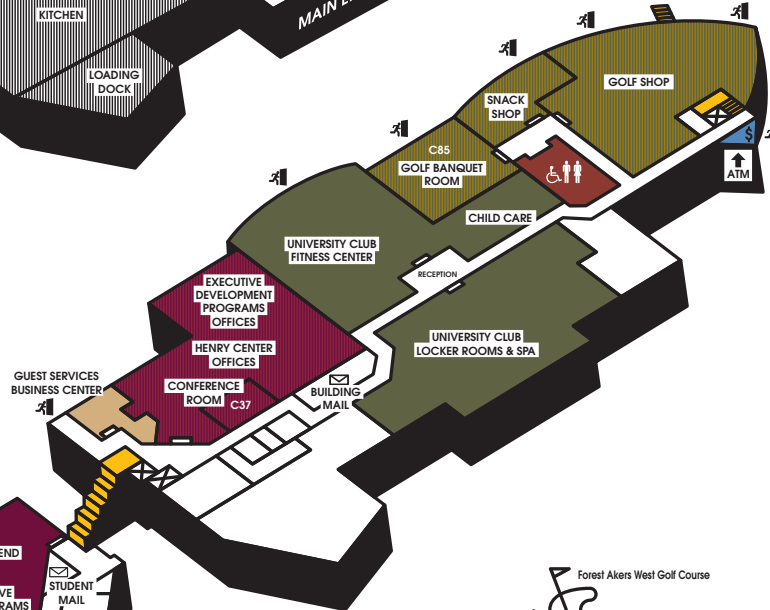 KITCHEN
MAIN
LOADING
DOCK
GOLF SHOP
SNACK
SHOP
$
ATM
C85
GOLF BANQUET
ROOM
CHILD CARE
UNIVERSITY CLUB
FITNESS CENTER
RECEPTION
EXECUTIVE
DEVELOPMENT
PROGRAMS
OFFICES
UNIVERSITY CLUB
LOCKER ROOMS & SPA
HENRY CENTER
OFFICES
GUEST SERVICES
BUSINESS CENTER
CONFERENCE
ROOM
C37
BUILDING
MAIL
END
VE
RAMS
STUDENT
MAIL
Forest Akers West Golf Course